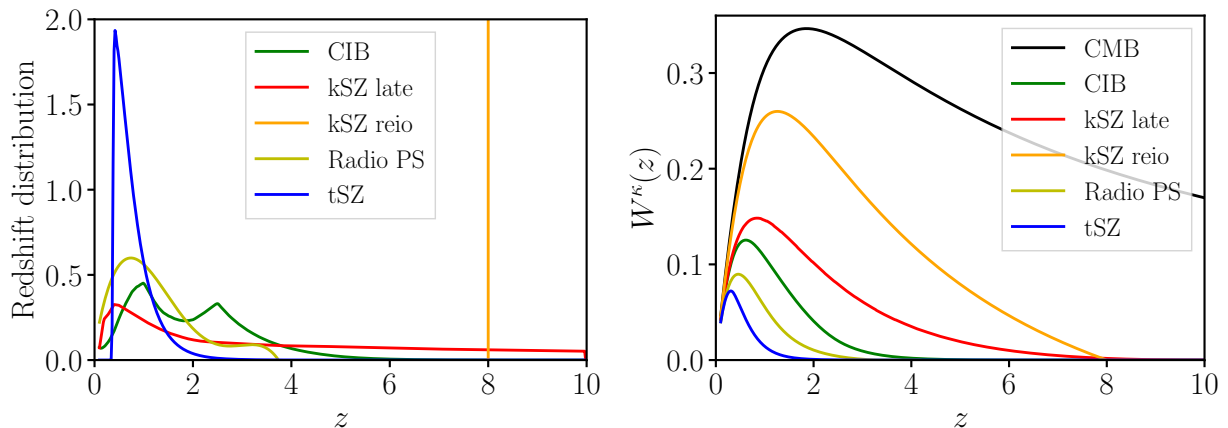 Redshift distribution
2.0
1.5
1.0
0.5
0.0
0 2 4 6 8 10
z
CIB
kSZ late
kSZ reio
Radio PS
tSZ
W^κ(z)
0.3
0.2
0.1
0.0
0 2 4 6 8 10
z
CMB
CIB
kSZ late
kSZ reio
Radio PS
tSZ